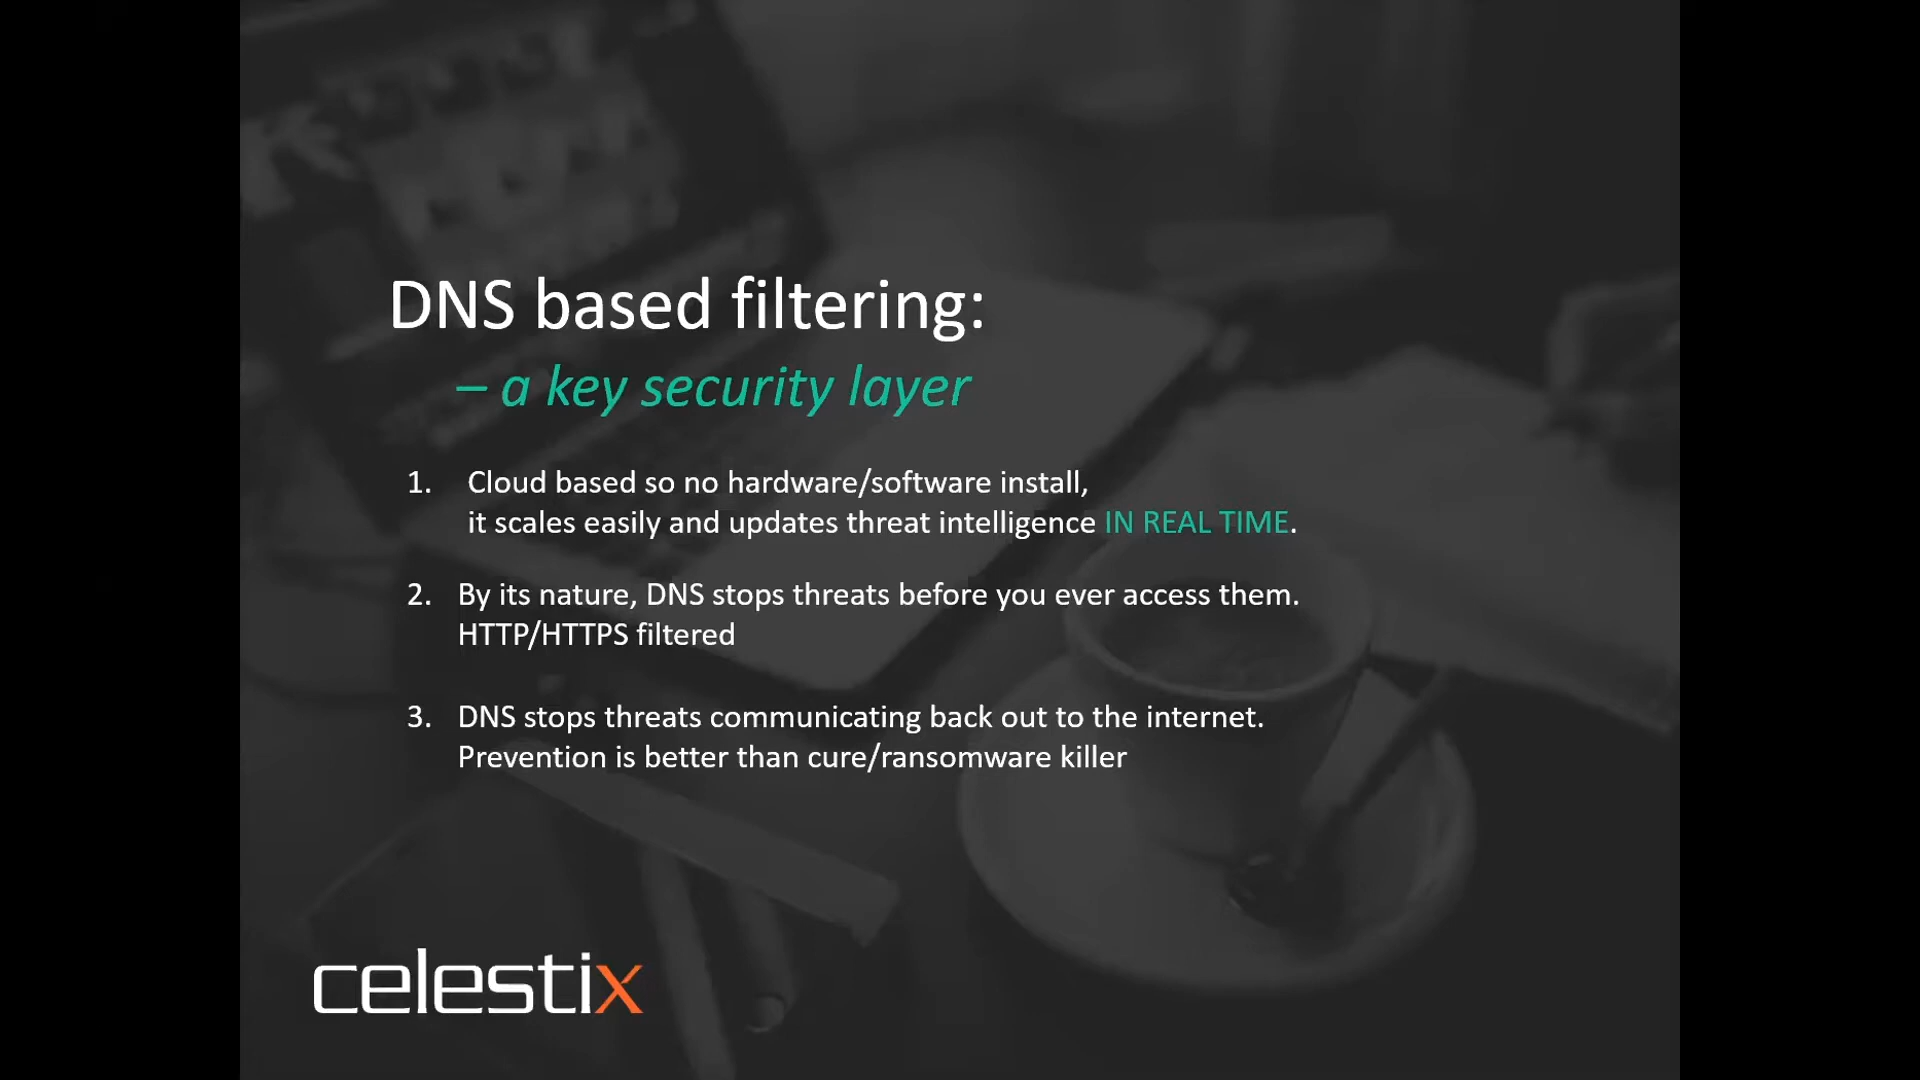 DNS based filtering:
– a key security layer
1. Cloud based so no hardware/software install,
it scales easily and updates threat intelligence IN REAL TIME.
2. By its nature, DNS stops threats before you ever access them.
HTTP/HTTPS filtered
3. DNS stops threats communicating back out to the internet.
Prevention is better than cure/ransomware killer
celestix